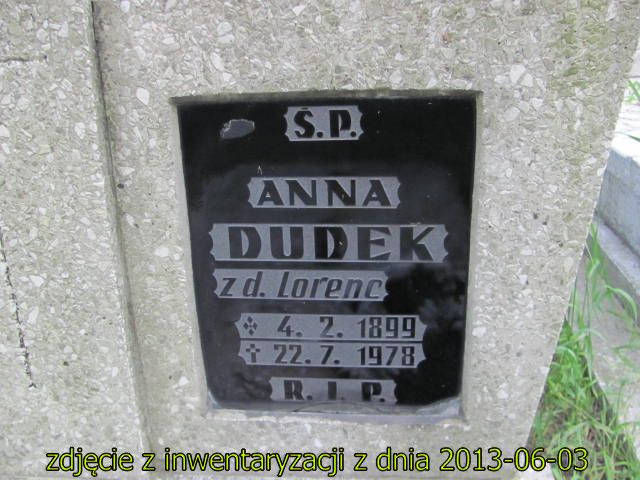 Ś.P.
ANNA
DUDEK
z d. Lorenc
4. 2. 1899
† 22. 7. 1978
R. I. P.
zdjęcie z inwentaryzacji z dnia 2013-06-03